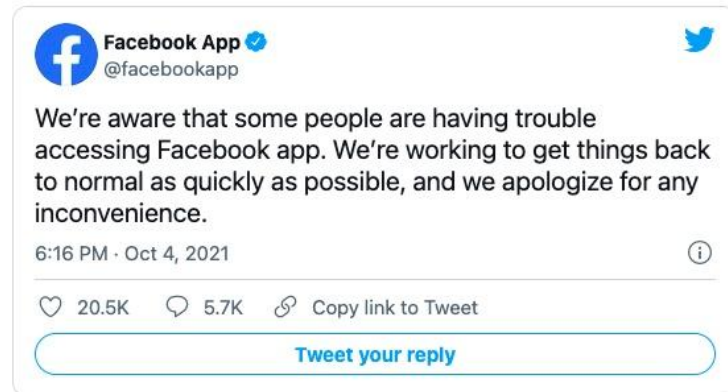 Facebook App
@facebookapp
We’re aware that some people are having trouble
accessing Facebook app. We’re working to get things back
to normal as quickly as possible, and we apologize for any
inconvenience.
6:16 PM · Oct 4, 2021
20.5K 5.7K Copy link to Tweet
Tweet your reply